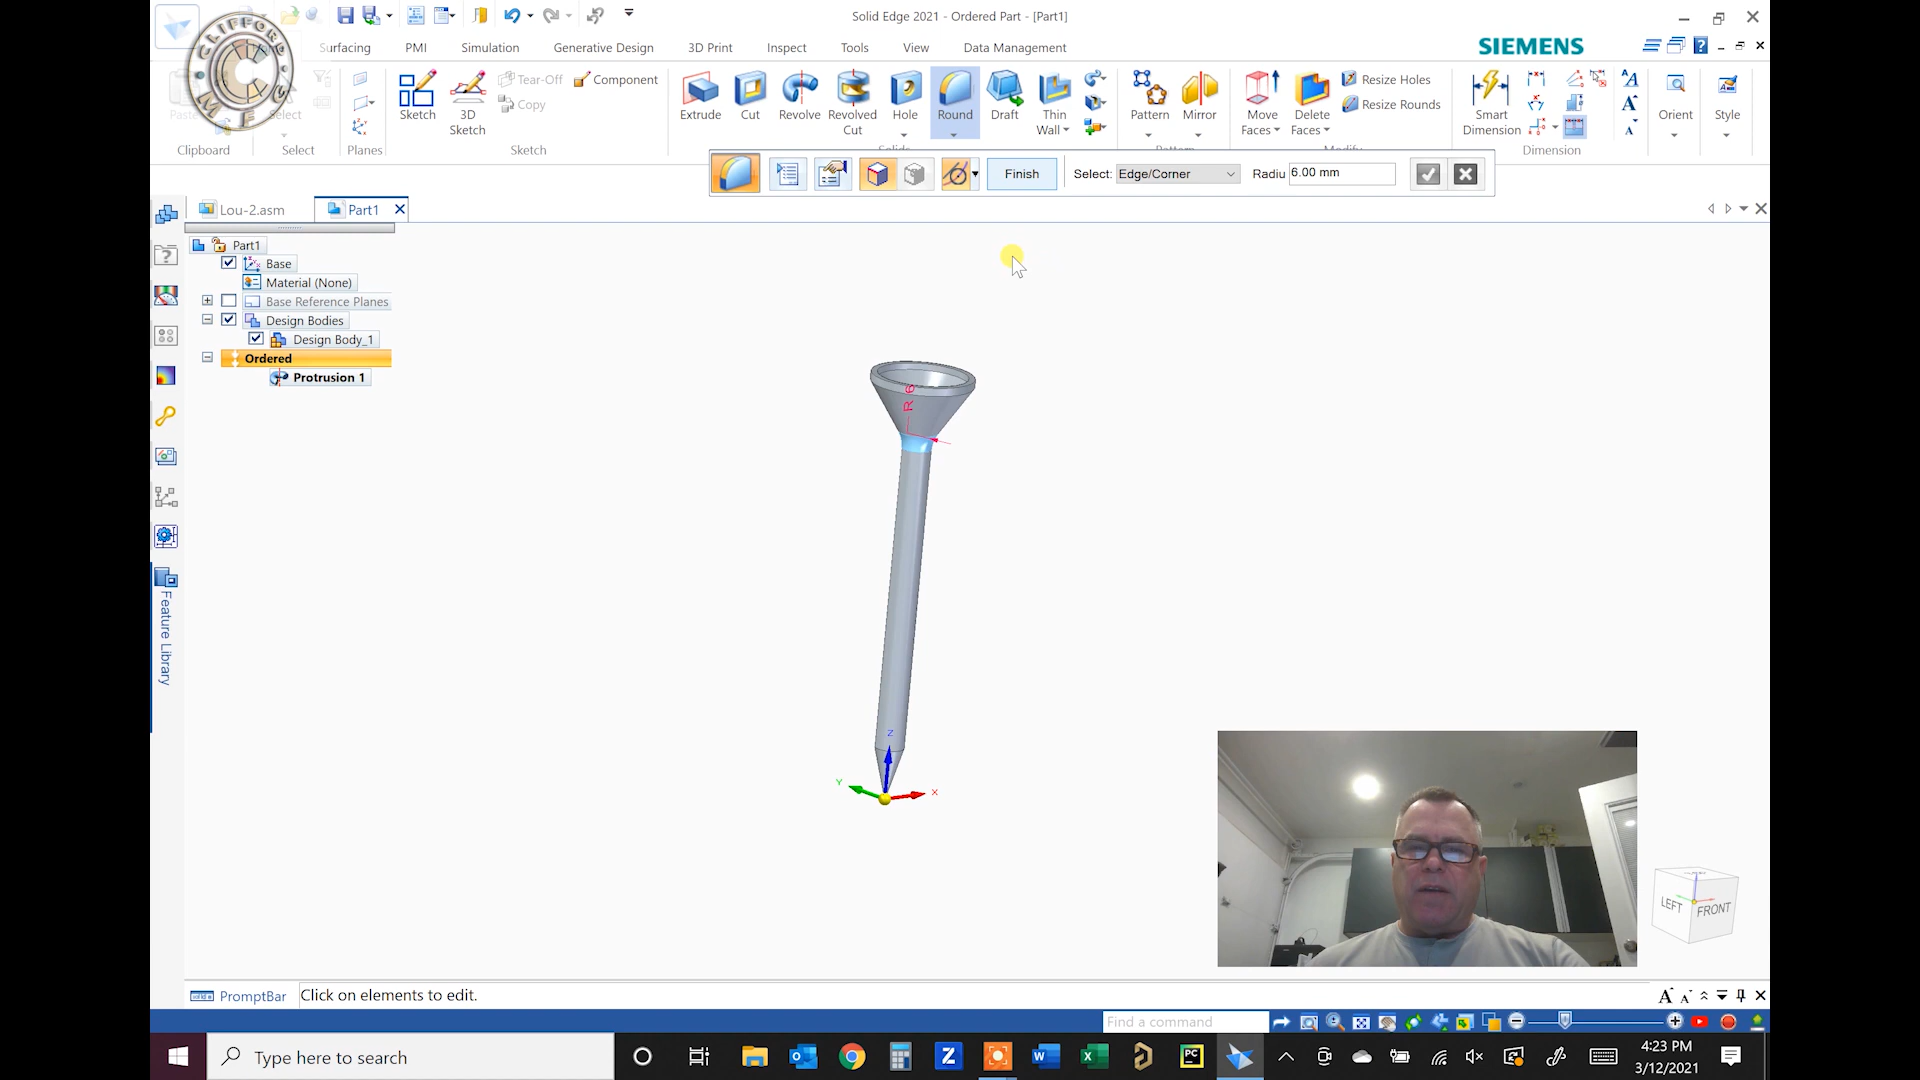 Solid Edge 2021 - Ordered Part - [Part1]
Surfacing
PMI
Simulation
Generative Design
3D Print
Inspect
Tools
View
Data Management
SIEMENS
CLIFFORD
Paste
Clipboard
Select
Select
Planes
Sketch
3D
Sketch
Tear-Off
Copy
Component
Sketch
Extrude
Cut
Revolve
Revolved
Cut
Hole
Round
Draft
Thin
Wall
Pattern
Mirror
Move
Faces
Delete
Faces
Resize Holes
Resize Rounds
Smart
Dimension
Dimension
Orient
Style
Finish
Select:
Edge/Corner
Radiu
6.00 mm
Lou-2.asm
Part1
Part1
Base
Material (None)
Base Reference Planes
Design Bodies
Design Body_1
Ordered
Protrusion 1
Feature Library
R 6
Z
Y
X
LEFT
FRONT
PromptBar
Click on elements to edit.
Find a command
Type here to search
4:23 PM
3/12/2021